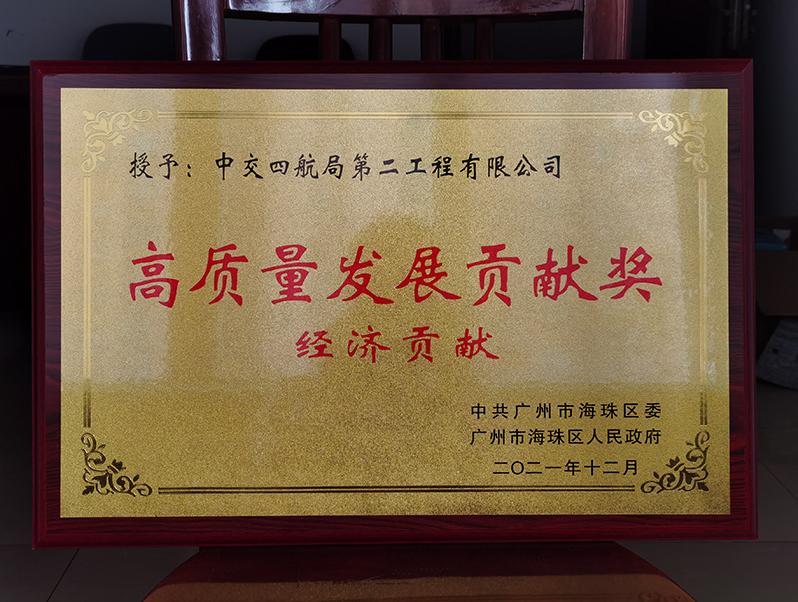 授予：中交四航局第二工程有限公司
高质量发展贡献奖
经济贡献
中共广州市海珠区委
广州市海珠区人民政府
二〇二一年十二月